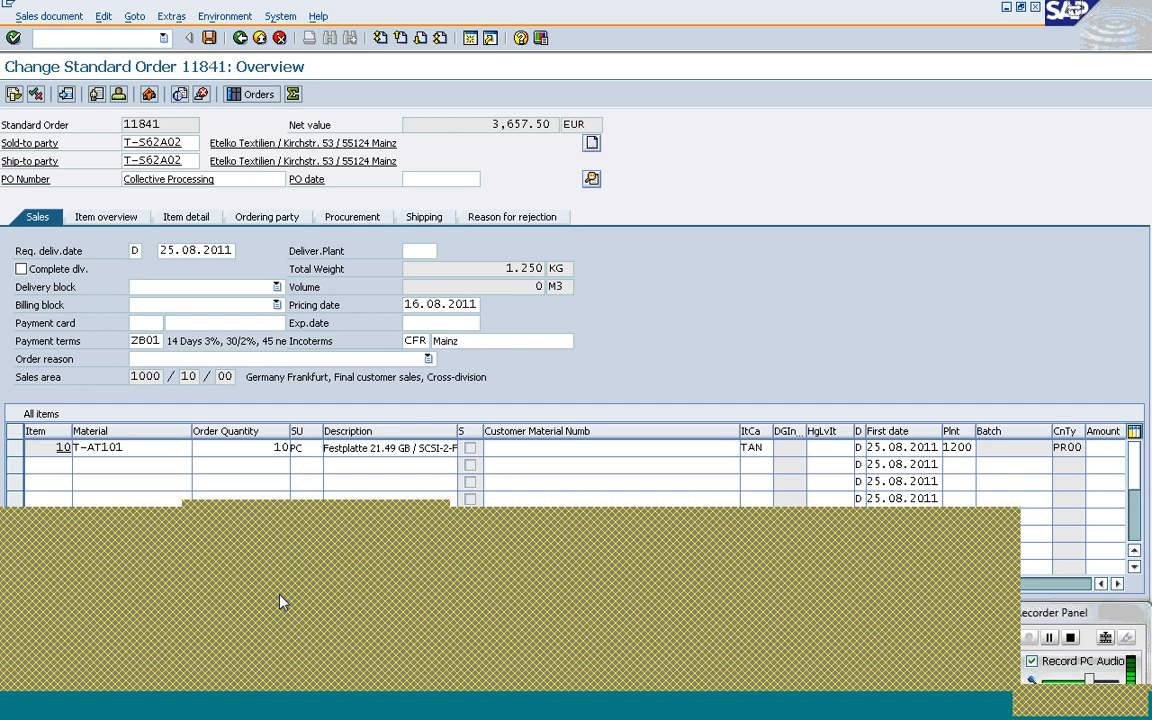 Sales document Edit Goto Extras Environment System Help
SAP
Change Standard Order 11841: Overview
Orders
Standard Order 11841 Net value 3,657.50 EUR
Sold-to party T-S62A02 Etelko Textilien / Kirchstr. 53 / 55124 Mainz
Ship-to party T-S62A02 Etelko Textilien / Kirchstr. 53 / 55124 Mainz
PO Number Collective Processing PO date
Sales Item overview Item detail Ordering party Procurement Shipping Reason for rejection
Req. deliv.date D 25.08.2011 Deliver.Plant
Complete dlv. Total Weight 1.250 KG
Delivery block Volume 0 M3
Billing block Pricing date 16.08.2011
Payment card Exp.date
Payment terms ZB01 14 Days 3%, 30/2%, 45 ne Incoterms CFR Mainz
Order reason
Sales area 1000 / 10 / 00 Germany Frankfurt, Final customer sales, Cross-division
All items
Item Material Order Quantity SU Description S Customer Material Numb ItCa DGIn... HgLvIt D First date Plnt Batch CnTy Amount
10 T-AT101 10 PC Festplatte 21.49 GB / SCSI-2-F TAN D 25.08.2011 1200 PR00
D 25.08.2011
D 25.08.2011
D 25.08.2011
ecorder Panel
Record PC Audio